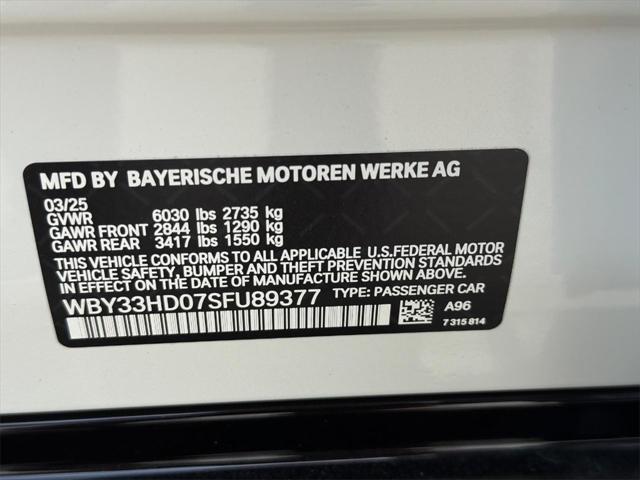 MFD BY BAYERISCHE MOTOREN WERKE AG
03/25
GVWR 6030 lbs 2735 kg
GAWR FRONT 2844 lbs 1290 kg
GAWR REAR 3417 lbs 1550 kg
THIS VEHICLE CONFORMS TO ALL APPLICABLE U.S.FEDERAL MOTOR
VEHICLE SAFETY, BUMPER AND THEFT PREVENTION STANDARDS
IN EFFECT ON THE DATE OF MANUFACTURE SHOWN ABOVE.
WBY33HD07SFU89377 TYPE: PASSENGER CAR
A96
7 315 814